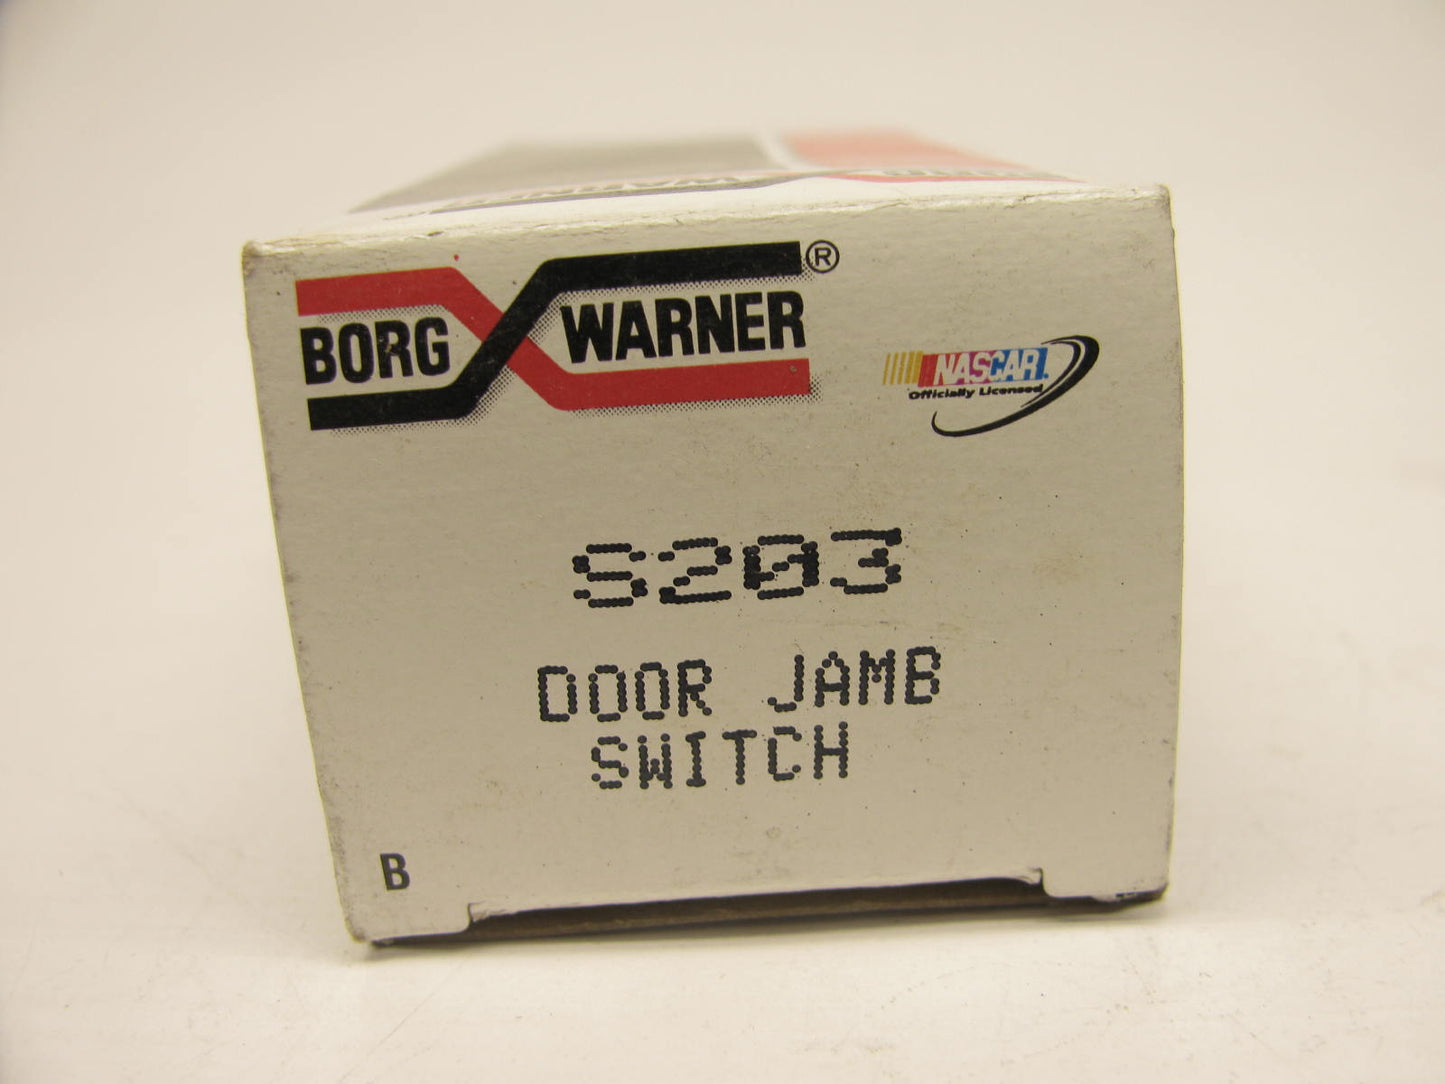 BORG WARNER®
NASCAR.
Officially Licensed
S203
DOOR JAMB
SWITCH
B